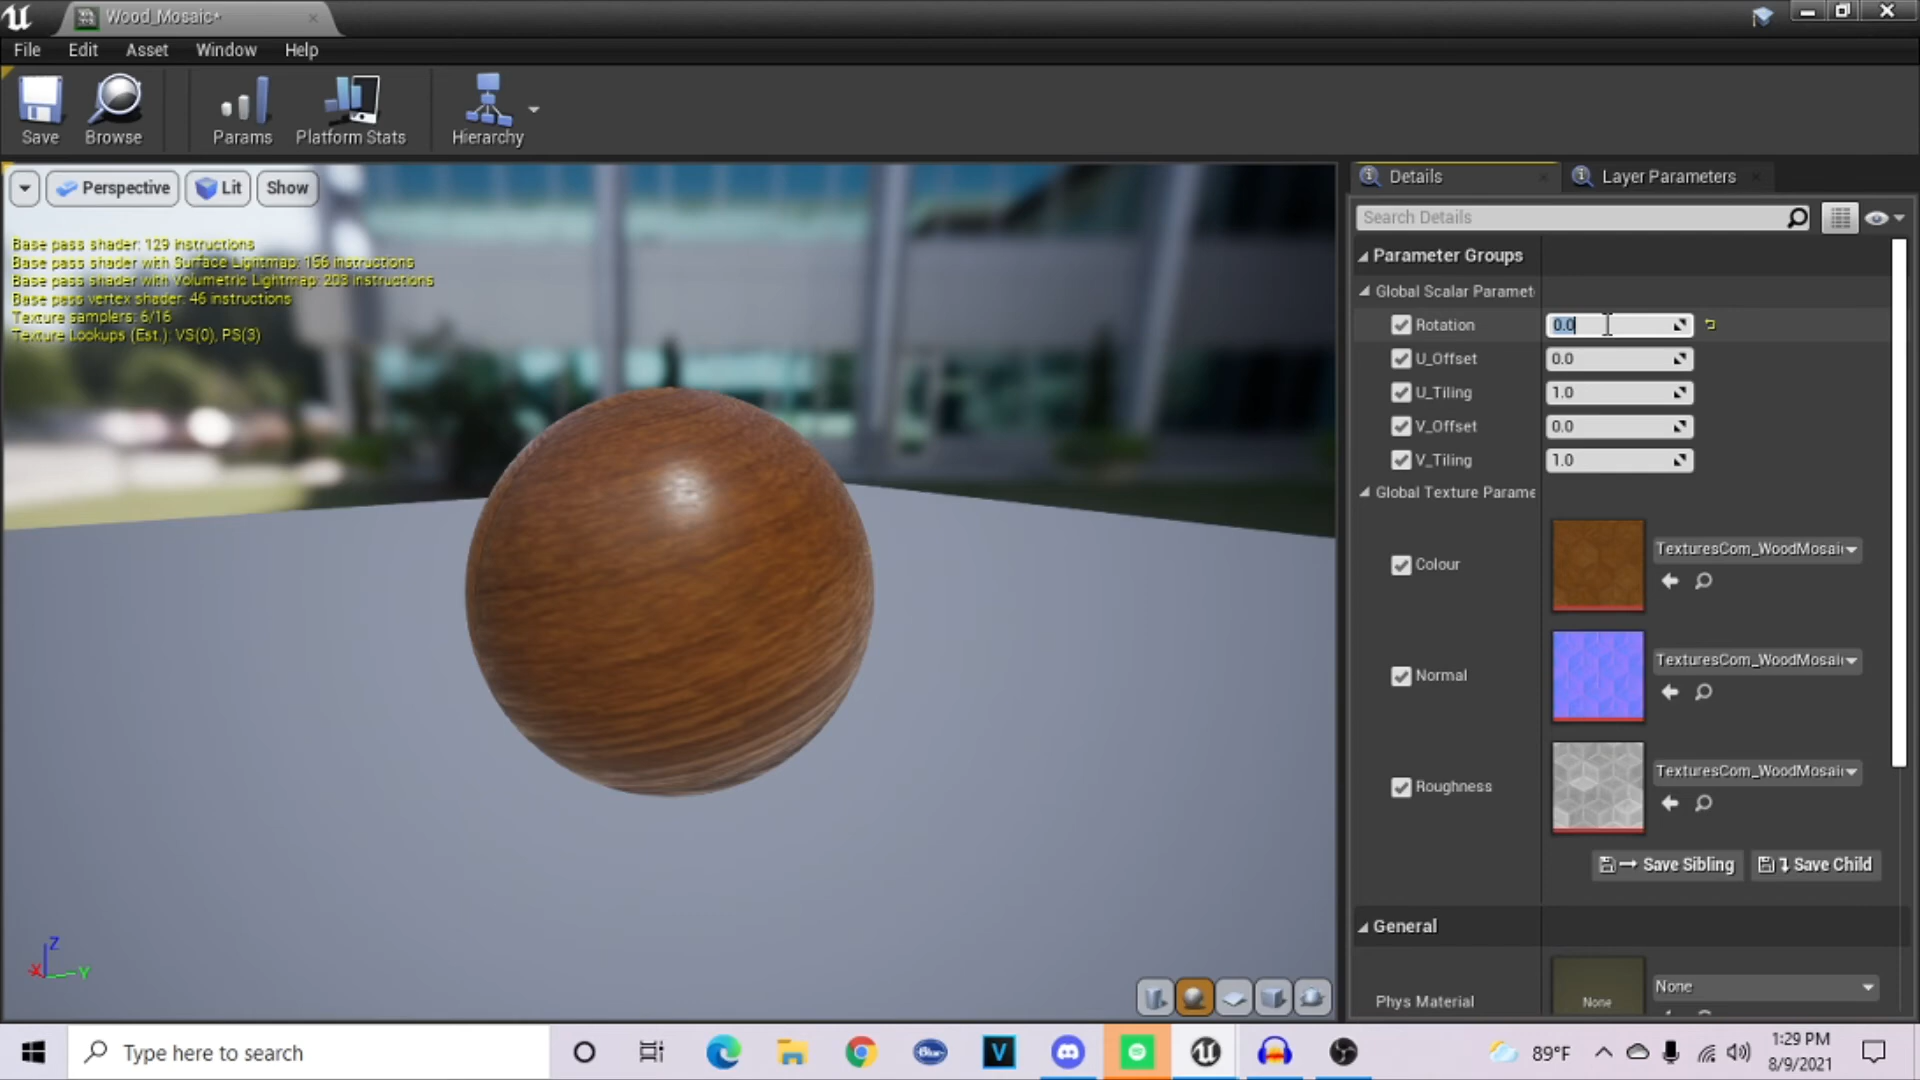 Wood_Mosaic*
File Edit Asset Window Help
Save Browse Params Platform Stats Hierarchy
Perspective Lit Show
Base pass shader: 129 instructions
Base pass shader with Surface Lightmap: 156 instructions
Base pass shader with Volumetric Lightmap: 203 instructions
Base pass vertex shader: 46 instructions
Texture samplers: 6/16
Texture Lookups (Est.): VS(0), PS(3)
Z
X Y
Details Layer Parameters
Search Details
Parameter Groups
Global Scalar Paramet
Rotation 0.0
U_Offset 0.0
U_Tiling 1.0
V_Offset 0.0
V_Tiling 1.0
Global Texture Parame
Colour TexturesCom_WoodMosaic
Normal TexturesCom_WoodMosaic
Roughness TexturesCom_WoodMosaic
Save Sibling Save Child
General
Phys Material None None
Type here to search
Blue
V
89°F
1:29 PM
8/9/2021